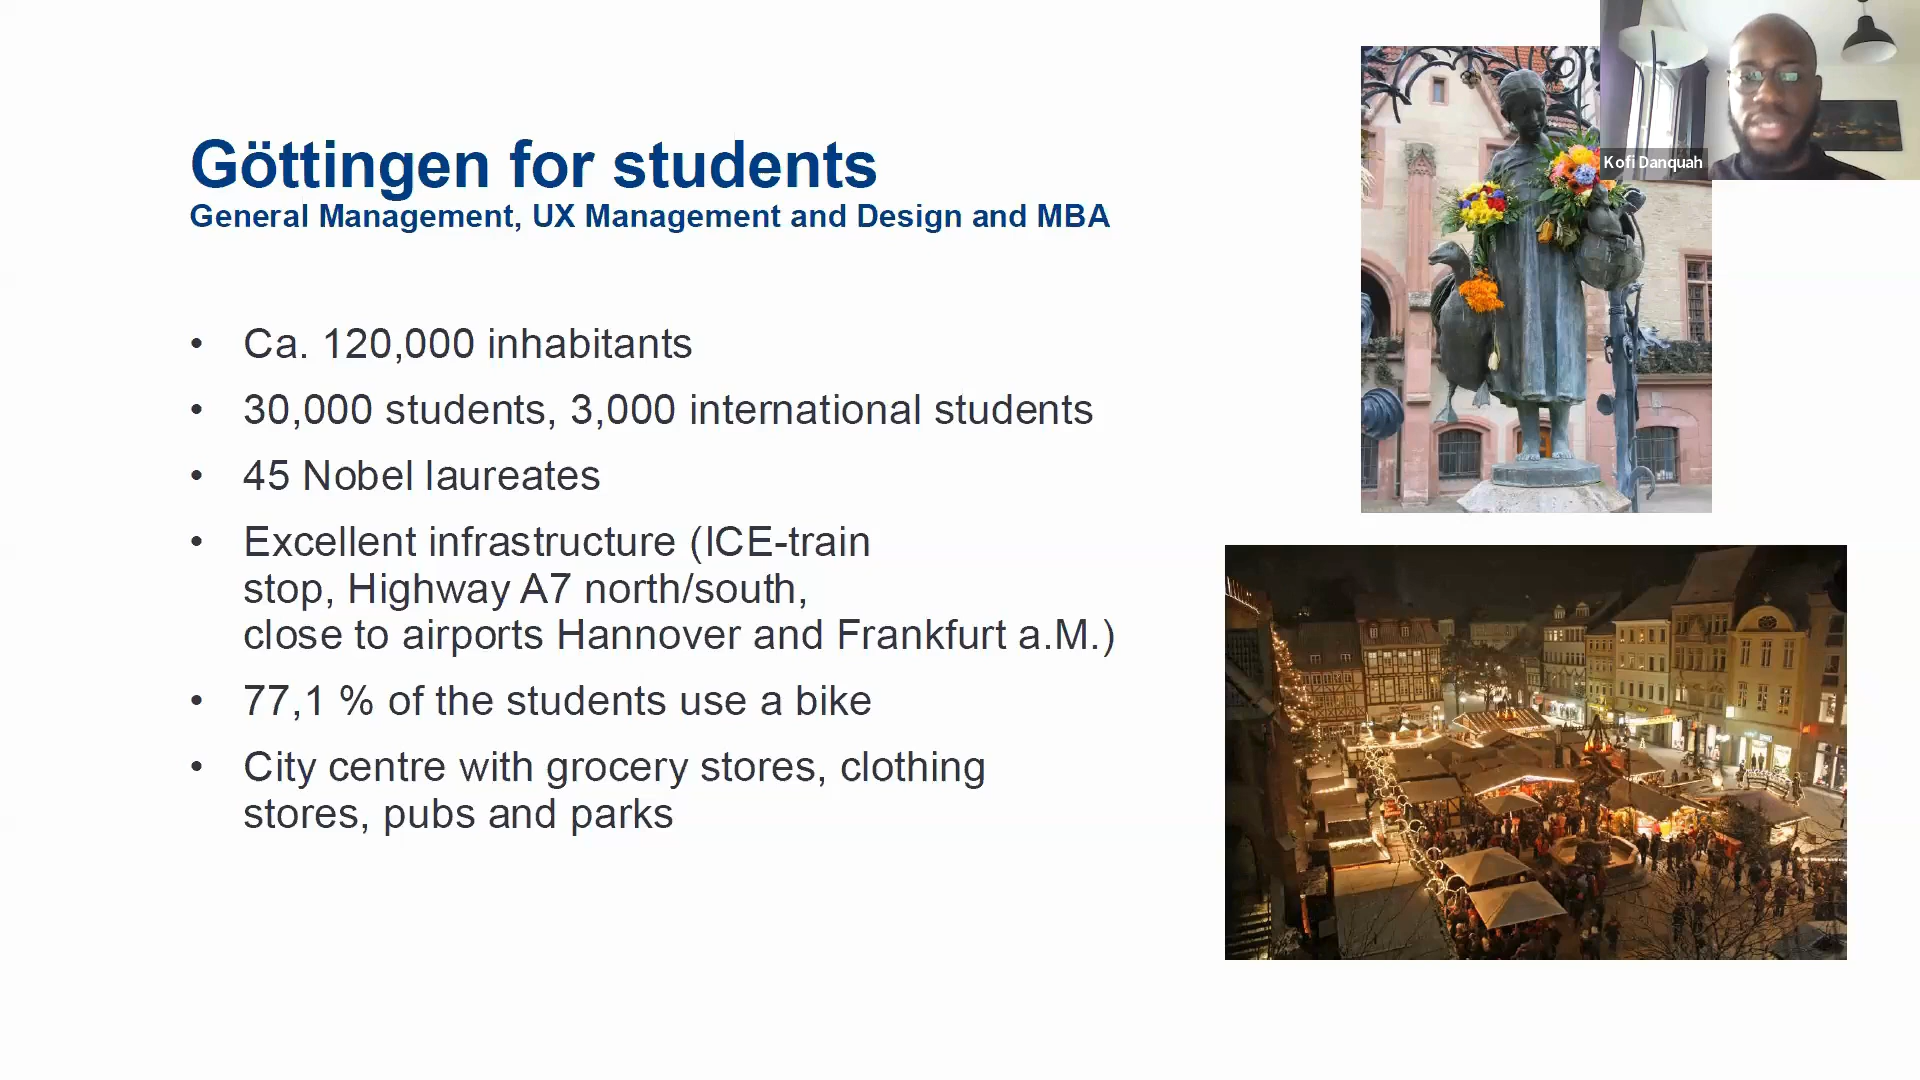 Göttingen for students
General Management, UX Management and Design and MBA
• Ca. 120,000 inhabitants
• 30,000 students, 3,000 international students
• 45 Nobel laureates
• Excellent infrastructure (ICE-train
stop, Highway A7 north/south,
close to airports Hannover and Frankfurt a.M.)
• 77,1 % of the students use a bike
• City centre with grocery stores, clothing
stores, pubs and parks
Kofi Danquah